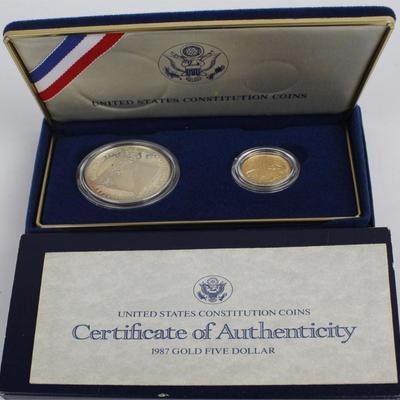 UNITED STATES CONSTITUTION COINS
UNITED STATES CONSTITUTION COINS
Certificate of Authenticity
1987 GOLD FIVE DOLLAR